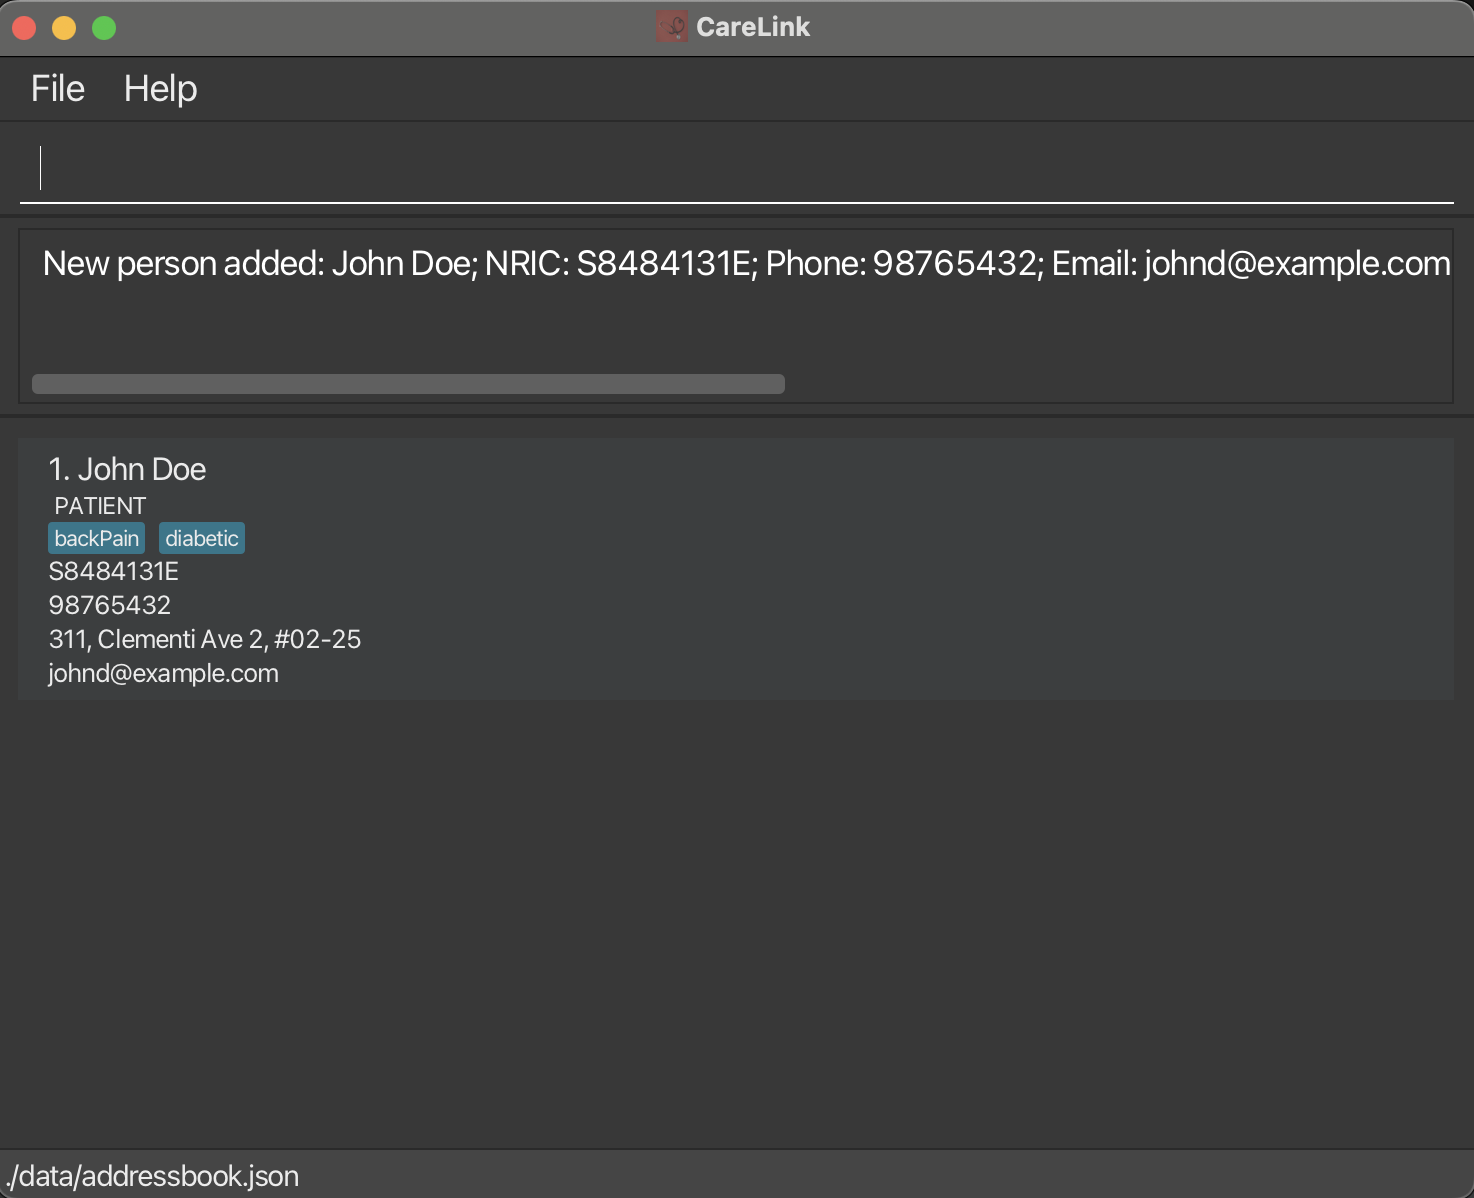 CareLink
File Help
New person added: John Doe; NRIC: S8484131E; Phone: 98765432; Email: johnd@example.com
1. John Doe
PATIENT
backPain diabetic
S8484131E
98765432
311, Clementi Ave 2, #02-25
johnd@example.com
./data/addressbook.json